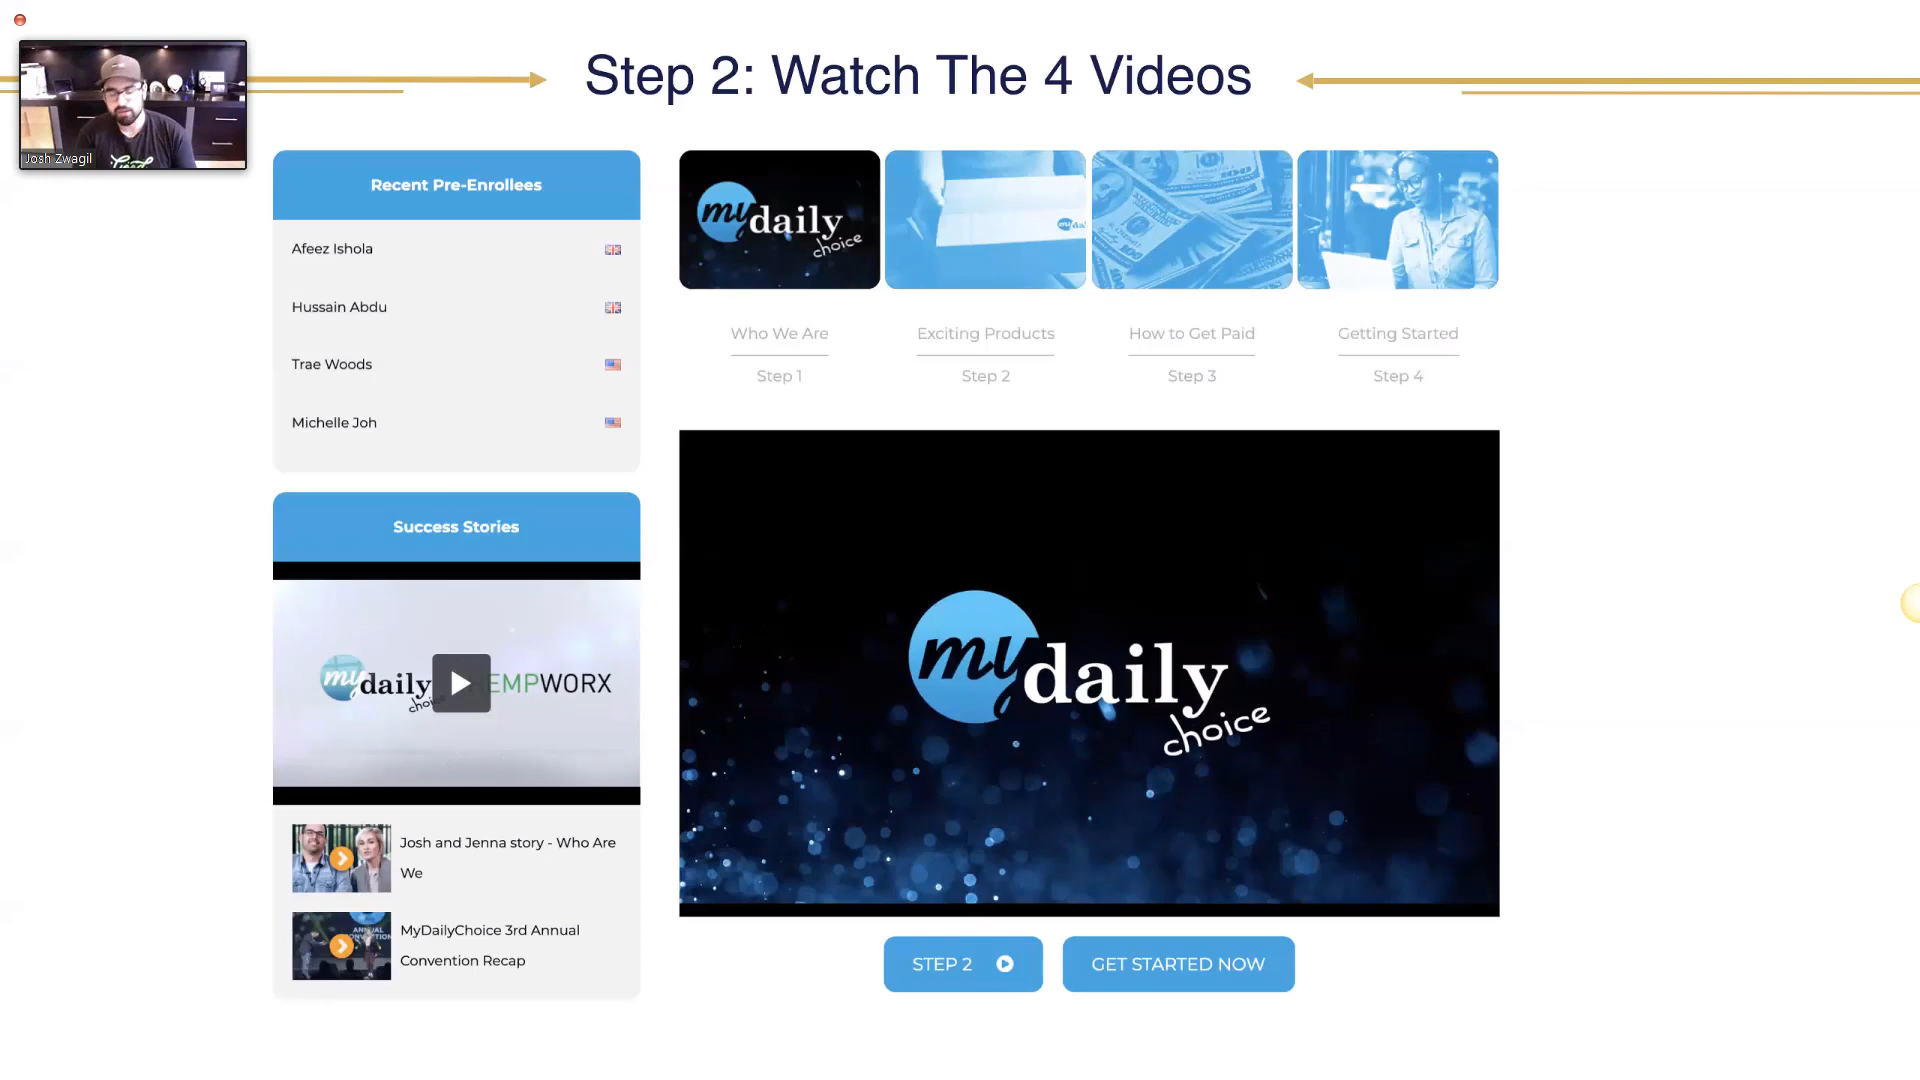 Step 2: Watch The 4 Videos
Josh Zwagil
Recent Pre-Enrollees
Afeez Ishola
Hussain Abdu
Trae Woods
Michelle Joh
Success Stories
my daily choice
EMPWORX
Josh and Jenna story - Who Are
We
ANNUAL
MyDailyChoice 3rd Annual
Convention Recap
my daily choice
Who We Are
Step 1
Exciting Products
Step 2
How to Get Paid
Step 3
Getting Started
Step 4
my daily choice
STEP 2
GET STARTED NOW